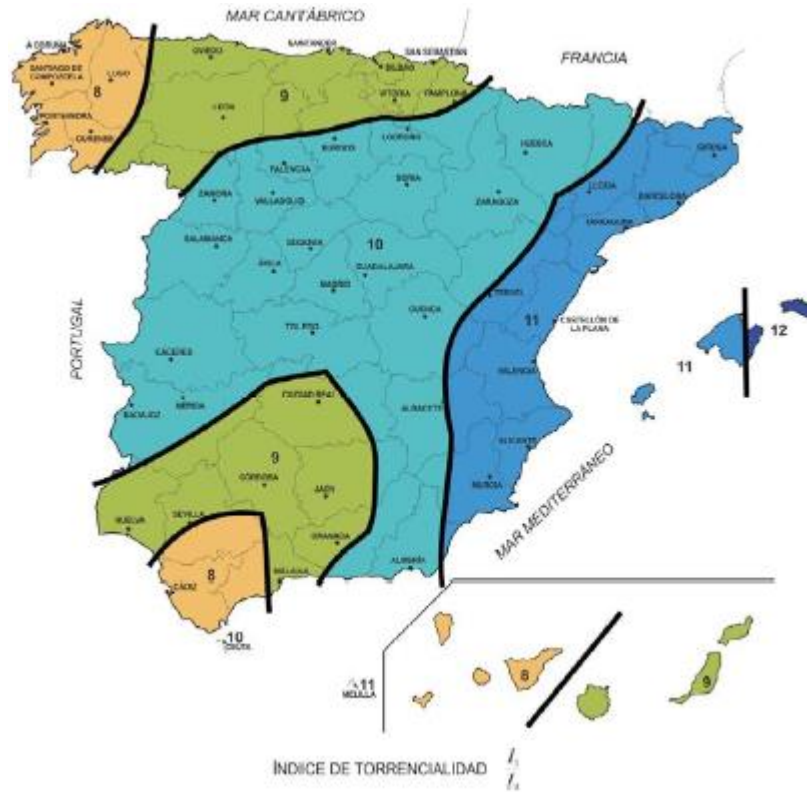 MAR CANTÁBRICO
A CORUÑA
LUGO
SANTIAGO DE
COMPOSTELA
8
PONTEVEDRA
OURENSE
OVIEDO
SANTANDER
BILBAO
SAN SEBASTIÁN
FRANCIA
LEÓN
9
VITORIA
PAMPLONA
BURGOS
LOGROÑO
PALENCIA
HUESCA
GIRONA
ZAMORA
VALLADOLID
SORIA
ZARAGOZA
LLEIDA
BARCELONA
TARRAGONA
SALAMANCA
SEGOVIA
10
ÁVILA
GUADALAJARA
MADRID
TERUEL
CUENCA
11
CASTELLÓN DE
LA PLANA
12
PORTUGAL
TOLEDO
CÁCERES
VALENCIA
11
BADAJOZ
MÉRIDA
CIUDAD REAL
ALBACETE
ALICANTE
MURCIA
MAR MEDITERRÁNEO
9
CÓRDOBA
JAÉN
HUELVA
SEVILLA
GRANADA
8
CÁDIZ
MÁLAGA
ALMERÍA
10
CEUTA
11
MELILLA
8
9
ÍNDICE DE TORRENCIALIDAD